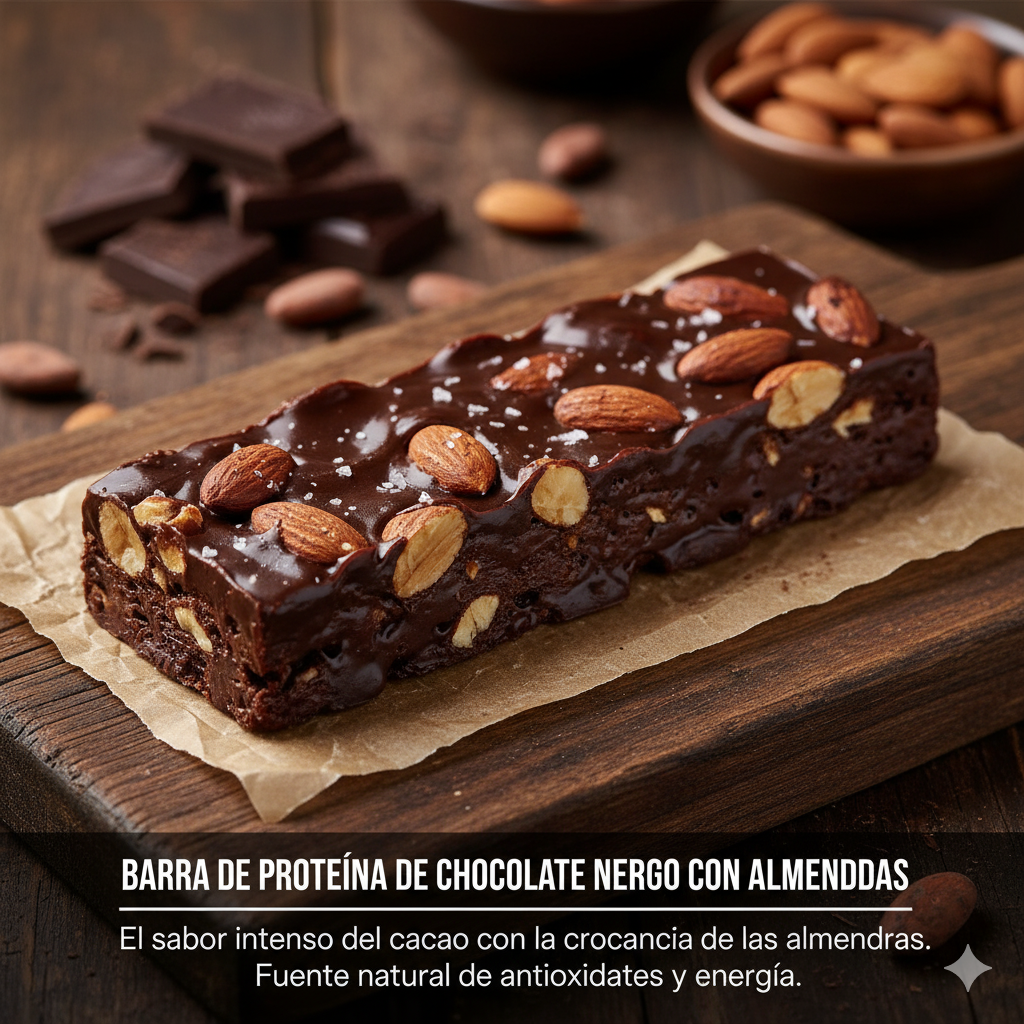 BARRA DE PROTEÍNA DE CHOCOLATE NERGO CON ALMENDDAS
El sabor intenso del cacao con la crocancia de las almendras.
Fuente natural de antioxidates y energía.